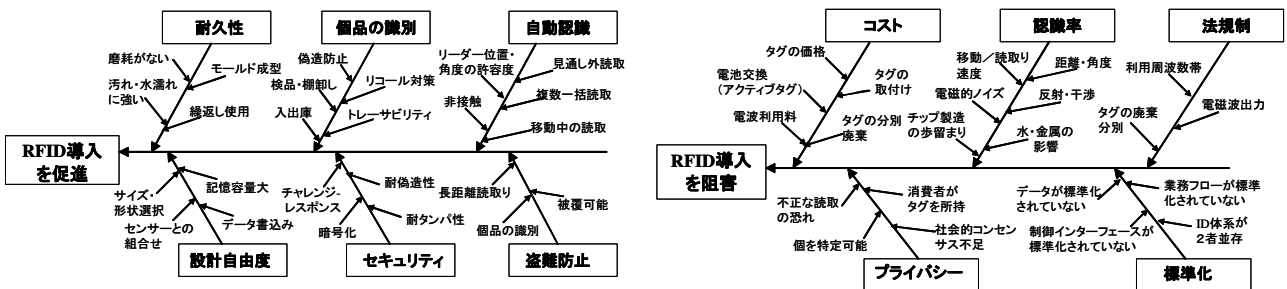 耐久性
個品の識別
自動認識
磨耗がない
モールド成型
汚れ・水濡れ
に強い
繰返し使用
偽造防止
検品・棚卸し
リコール対策
入出庫
トレーサビリティ
リーダー位置・
角度の許容度
見通し外読取
複数一括読取
非接触
移動中の読取
RFID導入
を促進
サイズ・
形状選択
記憶容量大
データ書込み
センサーとの
組合せ
チャレンジ-
レスポンス
耐偽造性
耐タンパ性
暗号化
長距離読取り
被覆可能
個品の識別
設計自由度
セキュリティ
盗難防止
コスト
認識率
法規制
タグの価格
電池交換
(アクティブタグ)
タグの
取付け
電波利用料
タグの分別
廃棄
移動/読取り
速度
距離・角度
電磁的ノイズ
反射・干渉
チップ製造
の歩留まり
水・金属の
影響
利用周波数帯
タグの廃棄
分別
電磁波出力
RFID導入
を阻害
不正な読取
の恐れ
消費者が
タグを所持
個を特定可能
社会的コンセン
サス不足
データが標準化
されていない
業務フローが標準
化されていない
制御インターフェースが
標準化されていない
ID体系が
2者並存
プライバシー
標準化